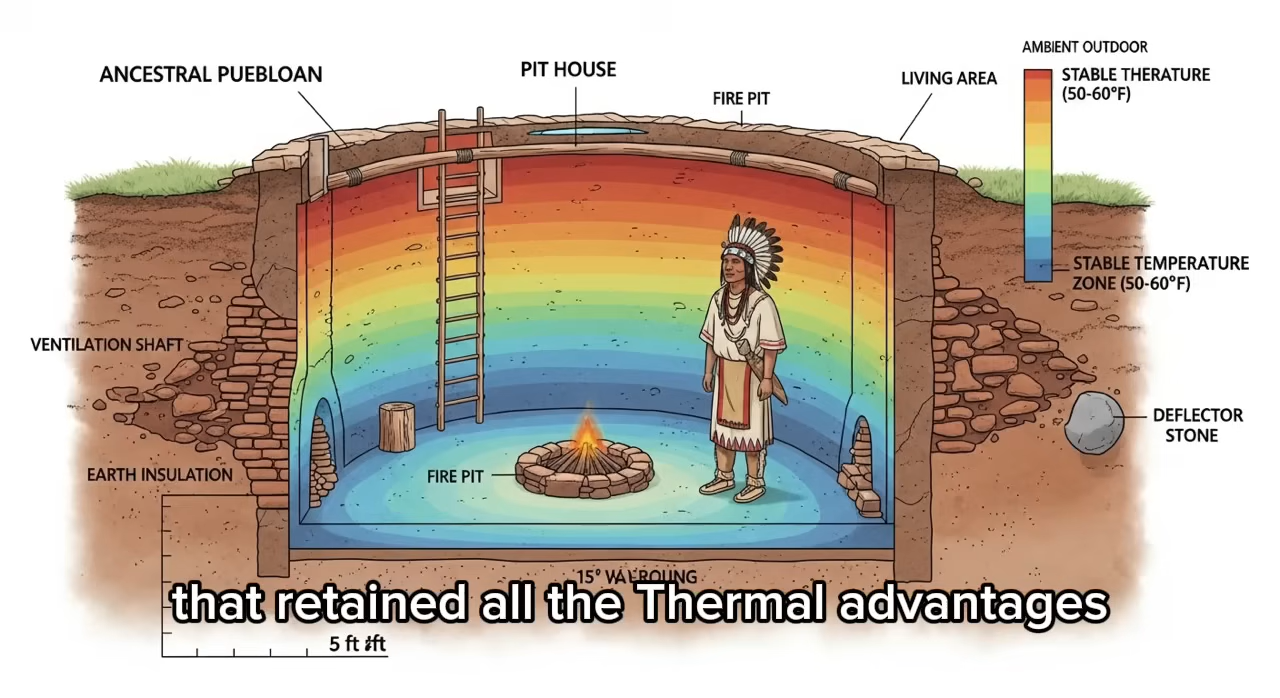 AMBIENT OUTDOOR
ANCESTRAL PUEBLOAN
PIT HOUSE
FIRE PIT
LIVING AREA
STABLE THERATURE
(50-60°F)
STABLE TEMPERATURE
ZONE (50-60°F)
VENTILATION SHAFT
DEFLECTOR
STONE
EARTH INSULATION
FIRE PIT
15°
that retained all the Thermal advantages
5 ft